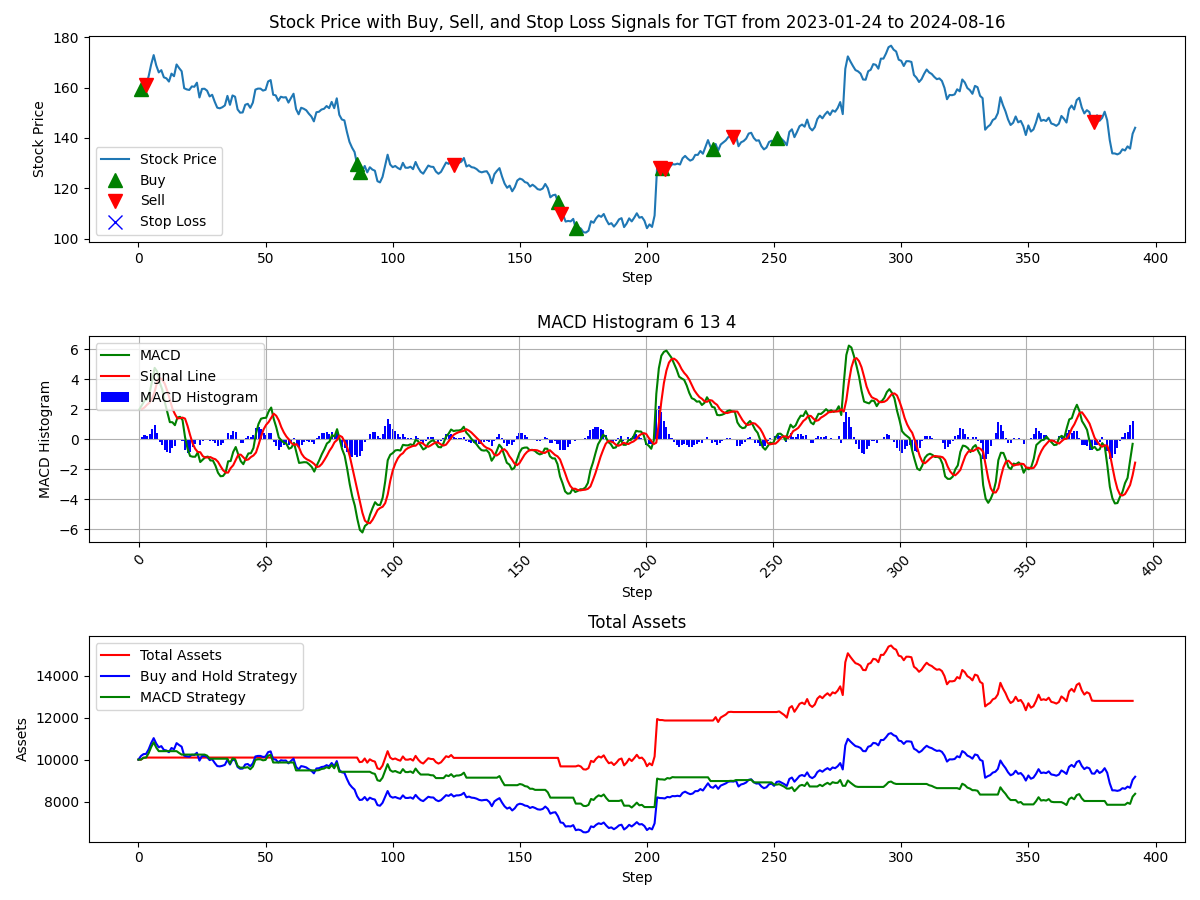 Stock Price with Buy, Sell, and Stop Loss Signals for TGT from 2023-01-24 to 2024-08-16
180
160
140
120
100
Stock Price
Stock Price
Buy
Sell
Stop Loss
0 50 100 150 200 250 300 350 400
Step
MACD Histogram 6 13 4
6
4
2
0
−2
−4
−6
MACD Histogram
MACD
Signal Line
MACD Histogram
0 50 100 150 200 250 300 350 400
Step
Total Assets
14000
12000
10000
8000
Assets
Total Assets
Buy and Hold Strategy
MACD Strategy
0 50 100 150 200 250 300 350 400
Step